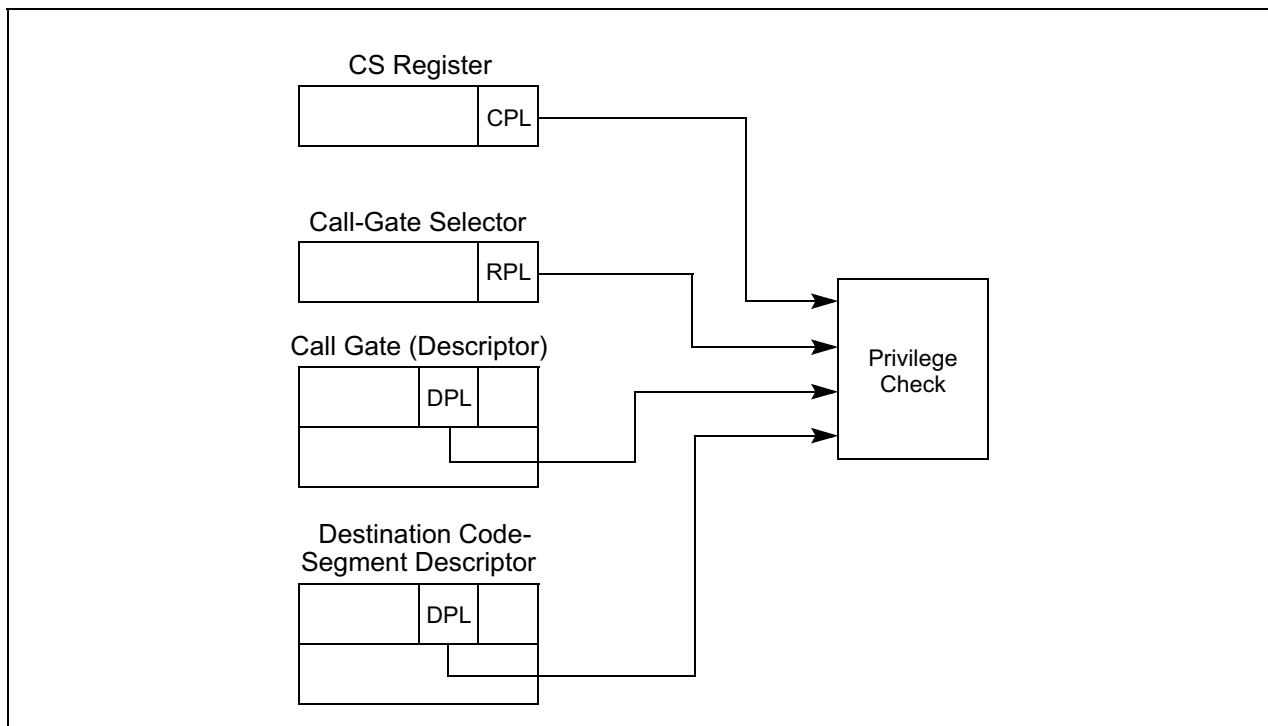 CS Register
CPL
Call-Gate Selector
RPL
Call Gate (Descriptor)
DPL
Privilege
Check
Destination Code-
Segment Descriptor
DPL